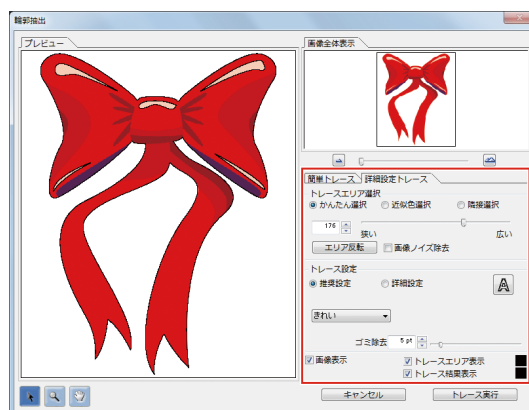 輪郭抽出
プレビュー
画像全体表示
簡単トレース 詳細設定トレース
トレースエリア選択
かんたん選択 近似色選択 隣接選択
176
狭い 広い
エリア反転 画像ノイズ除去
トレース設定
推奨設定 詳細設定
A
きれい
ゴミ除去 5 pt
画像表示 トレースエリア表示
トレース結果表示
キャンセル トレース実行